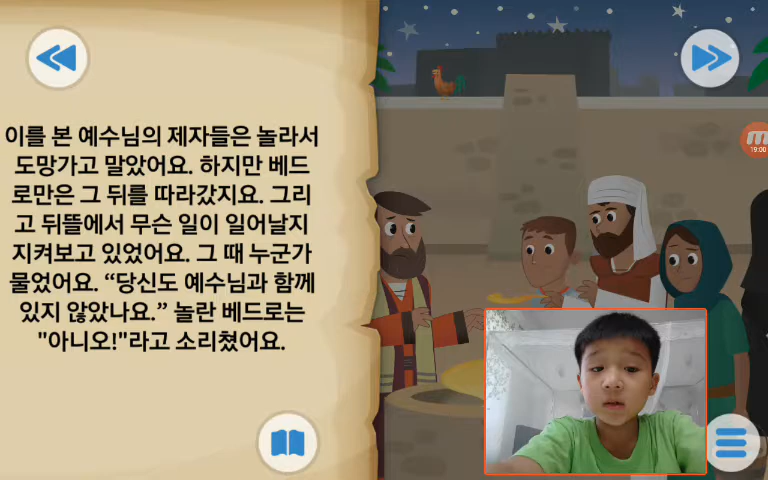 이를 본 예수님의 제자들은 놀라서
도망가고 말았어요. 하지만 베드
로만은 그 뒤를 따라갔지요. 그리
고 뒤뜰에서 무슨 일이 일어날지
지켜보고 있었어요. 그 때 누군가
물었어요. “당신도 예수님과 함께
있지 않았나요.” 놀란 베드로는
"아니오!"라고 소리쳤어요.
19:00